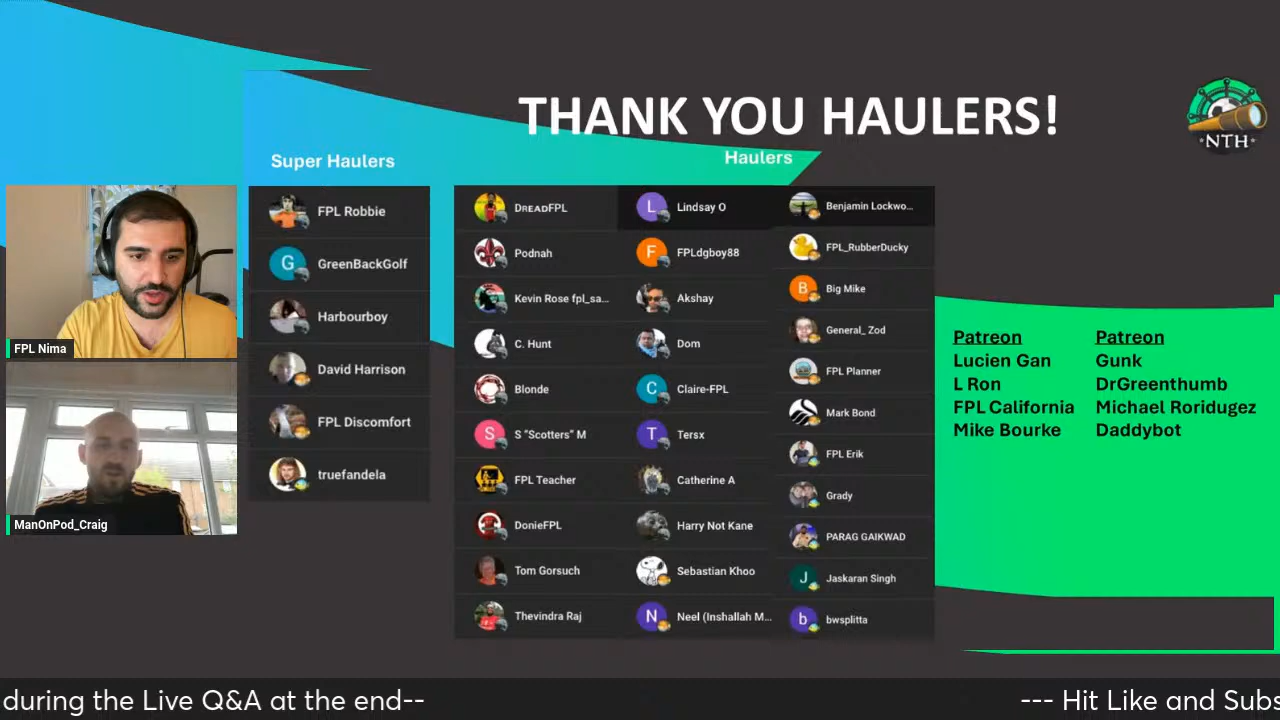 THANK YOU HAULERS!
NTH
Super Haulers
Haulers
FPL Robbie
G
GreenBackGolf
Harbourboy
David Harrison
FPL Discomfort
truefandela
DREADFPL
Podnah
Kevin Rose fpl_sa...
C. Hunt
Blonde
S
S "Scotters" M
FPL Teacher
DonieFPL
Tom Gorsuch
Thevindra Raj
L
Lindsay O
F
FPLdgboy88
Akshay
Dom
C
Claire-FPL
T
Tersx
Catherine A
Harry Not Kane
Sebastian Khoo
N
Neel (Inshallah M...
Benjamin Lockwo...
FPL_RubberDucky
B
Big Mike
General_ Zod
FPL Planner
Mark Bond
FPL Erik
Grady
PARAG GAIKWAD
J
Jaskaran Singh
b
bwsplitta
Patreon
Lucien Gan
L Ron
FPL California
Mike Bourke
Patreon
Gunk
DrGreenthumb
Michael Roridugez
Daddybot
FPL Nima
ManOnPod_Craig
during the Live Q&A at the end-- --- Hit Like and Subs